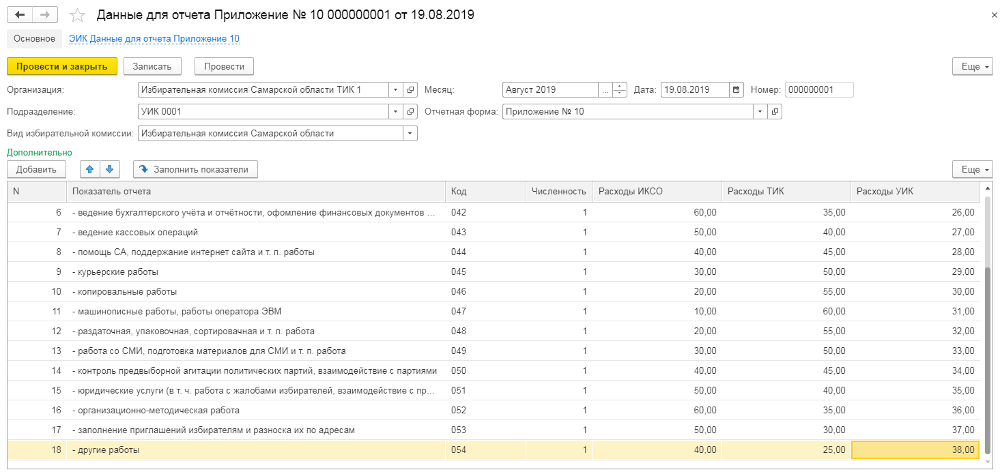 Данные для отчета Приложение № 10 000000001 от 19.08.2019
Основное ЭИК Данные для отчета Приложение 10
Провести и закрыть Записать Провести Еще
Организация: Избирательная комиссия Самарской области ТИК 1 Месяц: Август 2019 ... Дата: 19.08.2019 Номер: 000000001
Подразделение: УИК 0001 Отчетная форма: Приложение № 10
Вид избирательной комиссии: Избирательная комиссия Самарской области
Дополнительно
Добавить Заполнить показатели Еще
N Показатель отчета Код Численность Расходы ИКСО Расходы ТИК Расходы УИК
6 - ведение бухгалтерского учёта и отчётности, офомление финансовых документов ... 042 1 60,00 35,00 26,00
7 - ведение кассовых операций 043 1 50,00 40,00 27,00
8 - помощь СА, поддержание интернет сайта и т. п. работы 044 1 40,00 45,00 28,00
9 - курьерские работы 045 1 30,00 50,00 29,00
10 - копировальные работы 046 1 20,00 55,00 30,00
11 - машинописные работы, работы оператора ЭВМ 047 1 10,00 60,00 31,00
12 - раздаточная, упаковочная, сортировачная и т. п. работа 048 1 20,00 55,00 32,00
13 - работа со СМИ, подготовка материалов для СМИ и т. п. работа 049 1 30,00 50,00 33,00
14 - контроль предвыборной агитации политических партий, взаимодействие с партиями 050 1 40,00 45,00 34,00
15 - юридические услуги (в т. ч. работа с жалобами избирателей, взаимодействие с пр... 051 1 50,00 40,00 35,00
16 - организационно-методическая работа 052 1 60,00 35,00 36,00
17 - заполнение приглашений избирателям и разноска их по адресам 053 1 50,00 30,00 37,00
18 - другие работы 054 1 40,00 25,00 38,00